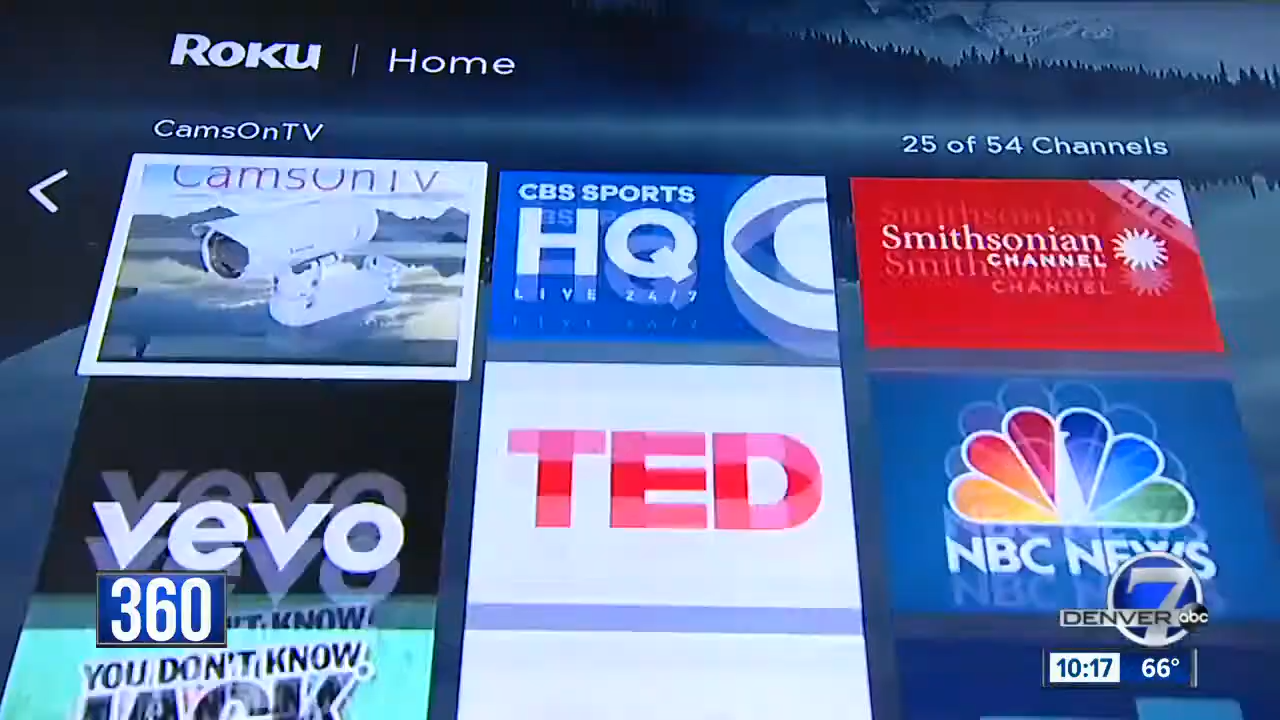 Roku | Home
CamsOnTV
25 of 54 Channels
CamsOnTV
CBS SPORTS
HQ
LIVE 24/7
LITE
Smithsonian
CHANNEL
vevo
TED
NBC NEWS
360
YOU DON'T KNOW
JACK
DENVER 7 abc
10:17 66°